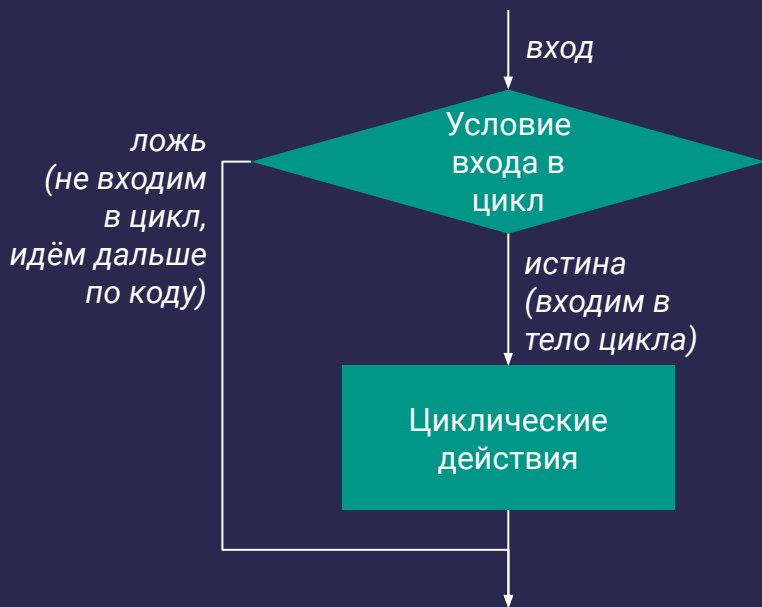 вход
Условие
входа в
цикл
ложь
(не входим
в цикл,
идём дальше
по коду)
истина
(входим в
тело цикла)
Циклические
действия